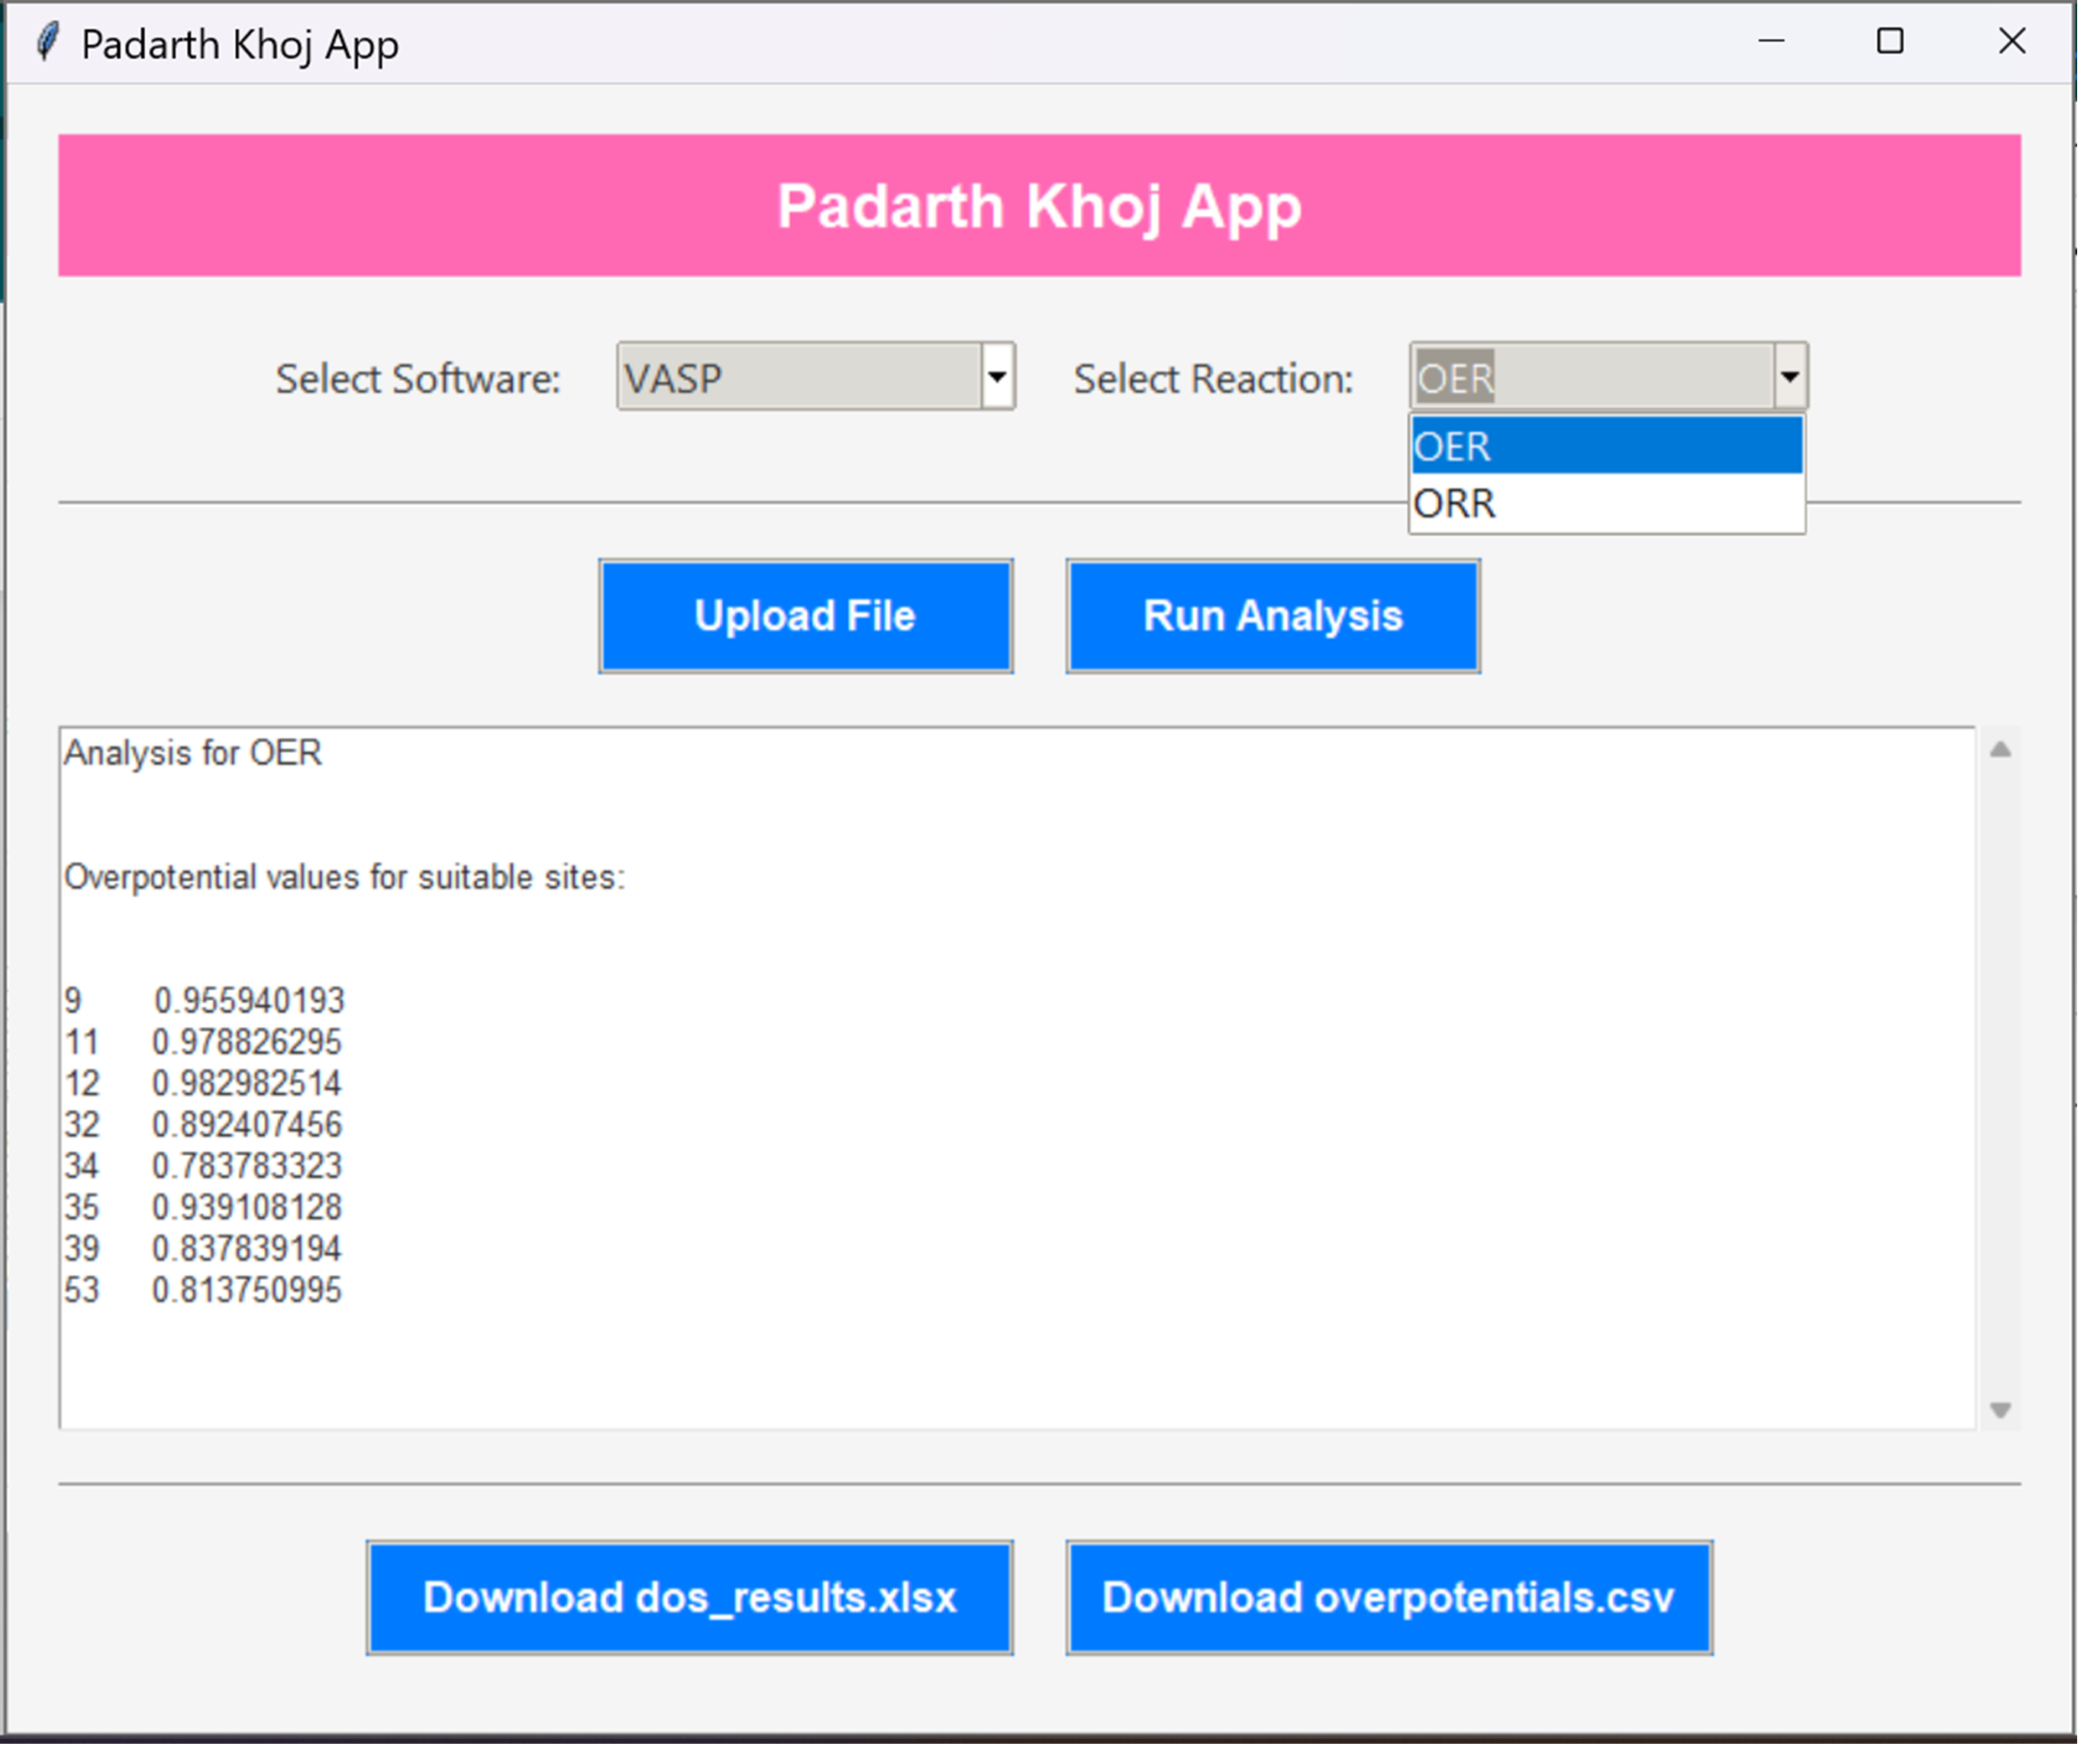 Padarth Khoj App
Padarth Khoj App
Select Software: VASP Select Reaction: OER
OER
ORR
Upload File Run Analysis
Analysis for OER
Overpotential values for suitable sites:
9 0.955940193
11 0.978826295
12 0.982982514
32 0.892407456
34 0.783783323
35 0.939108128
39 0.837839194
53 0.813750995
Download dos_results.xlsx Download overpotentials.csv